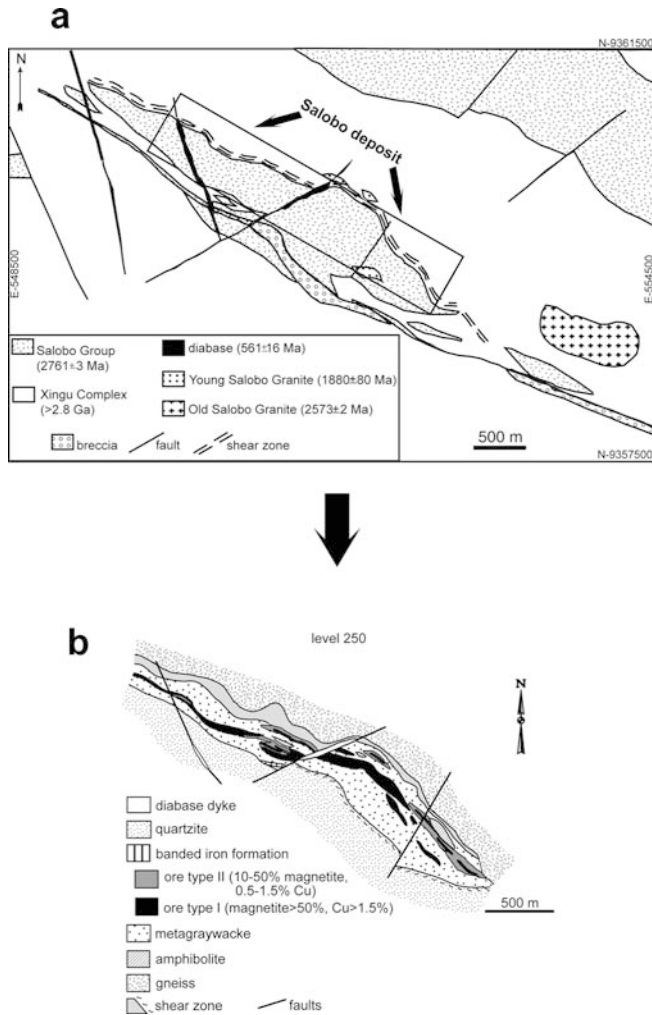 a
N-9361500
N
Salobo deposit
E-548500
E-554500
Salobo Group
(2761±3 Ma)
Xingu Complex
(>2.8 Ga)
diabase (561±16 Ma)
Young Salobo Granite (1880±80 Ma)
Old Salobo Granite (2573±2 Ma)
breccia
fault
shear zone
500 m
N-9357500
b
level 250
N
diabase dyke
quartzite
banded iron formation
ore type II (10-50% magnetite,
0.5-1.5% Cu)
ore type I (magnetite>50%, Cu>1.5%)
metagraywacke
amphibolite
gneiss
shear zone
faults
500 m